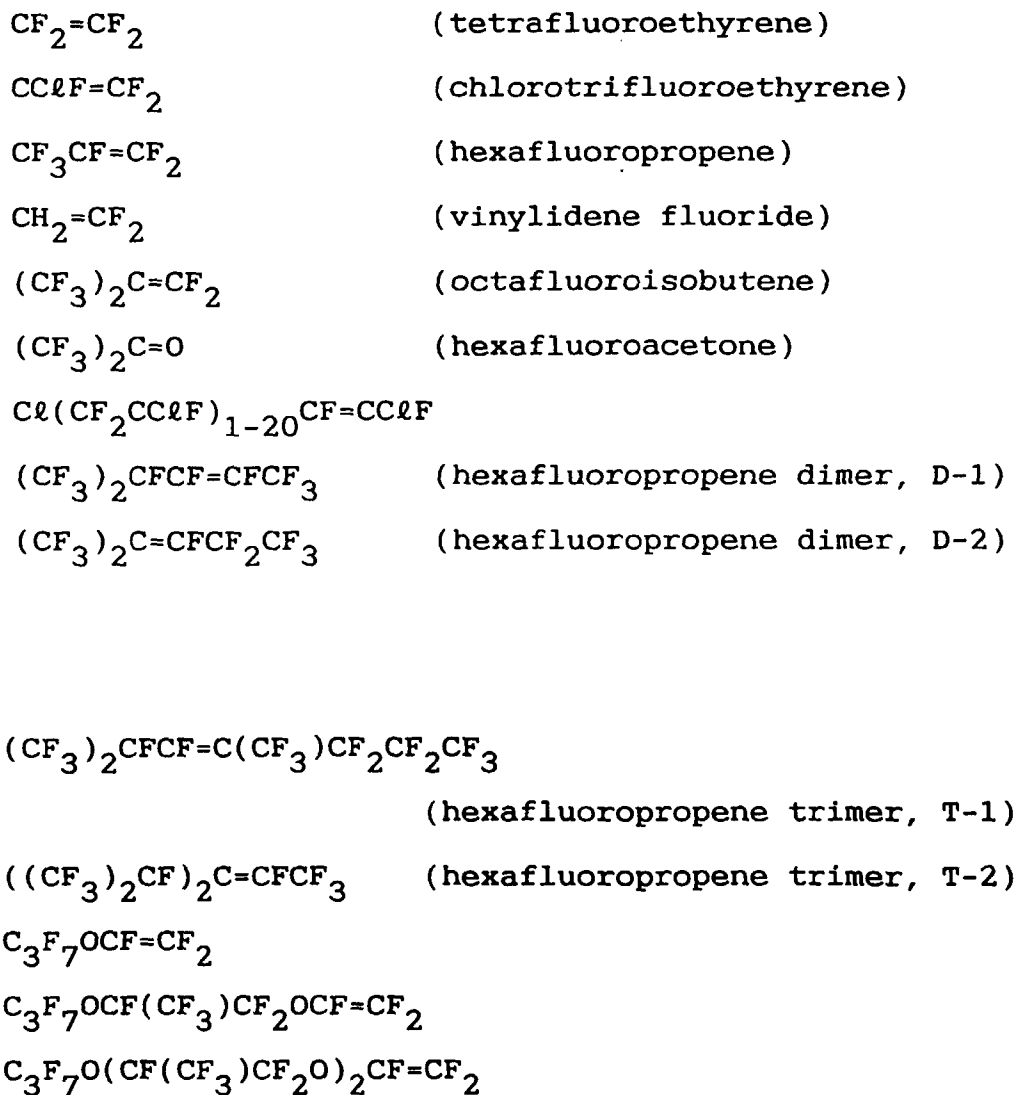 CF₂=CF₂ (tetrafluoroethyrene)
CCℓF=CF₂ (chlorotrifluoroethyrene)
CF₃CF=CF₂ (hexafluoropropene)
CH₂=CF₂ (vinylidene fluoride)
(CF₃)₂C=CF₂ (octafluoroisobutene)
(CF₃)₂C=O (hexafluoroacetone)
Cℓ(CF₂CCℓF)₁₋₂₀CF=CCℓF
(CF₃)₂CFCF=CFCF₃ (hexafluoropropene dimer, D-1)
(CF₃)₂C=CFCF₂CF₃ (hexafluoropropene dimer, D-2)
(CF₃)₂CFCF=C(CF₃)CF₂CF₂CF₃
(hexafluoropropene trimer, T-1)
((CF₃)₂CF)₂C=CFCF₃ (hexafluoropropene trimer, T-2)
C₃F₇OCF=CF₂
C₃F₇OCF(CF₃)CF₂OCF=CF₂
C₃F₇O(CF(CF₃)CF₂O)₂CF=CF₂